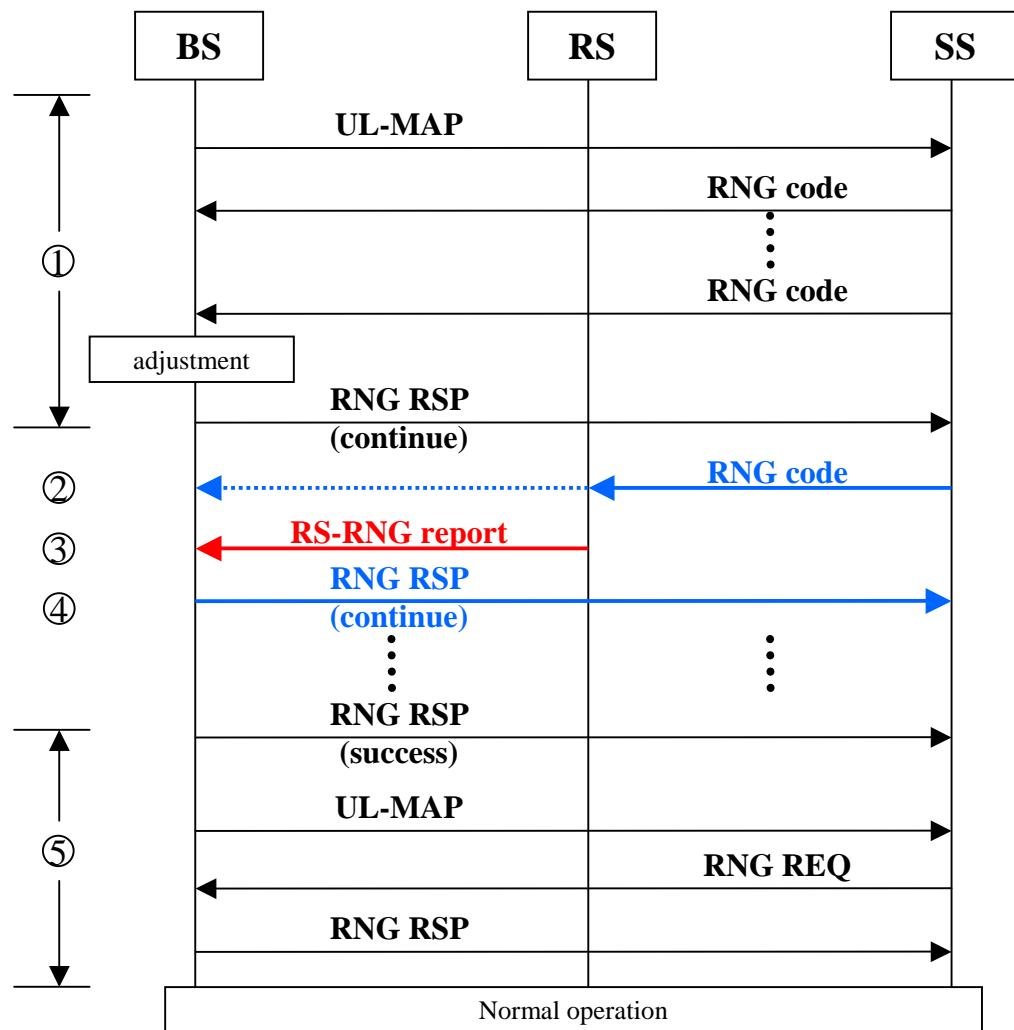 BS
RS
SS
UL-MAP
RNG code
①
RNG code
adjustment
RNG RSP
(continue)
②
RNG code
③
RS-RNG report
④
RNG RSP
(continue)
RNG RSP
(success)
UL-MAP
⑤
RNG REQ
RNG RSP
Normal operation